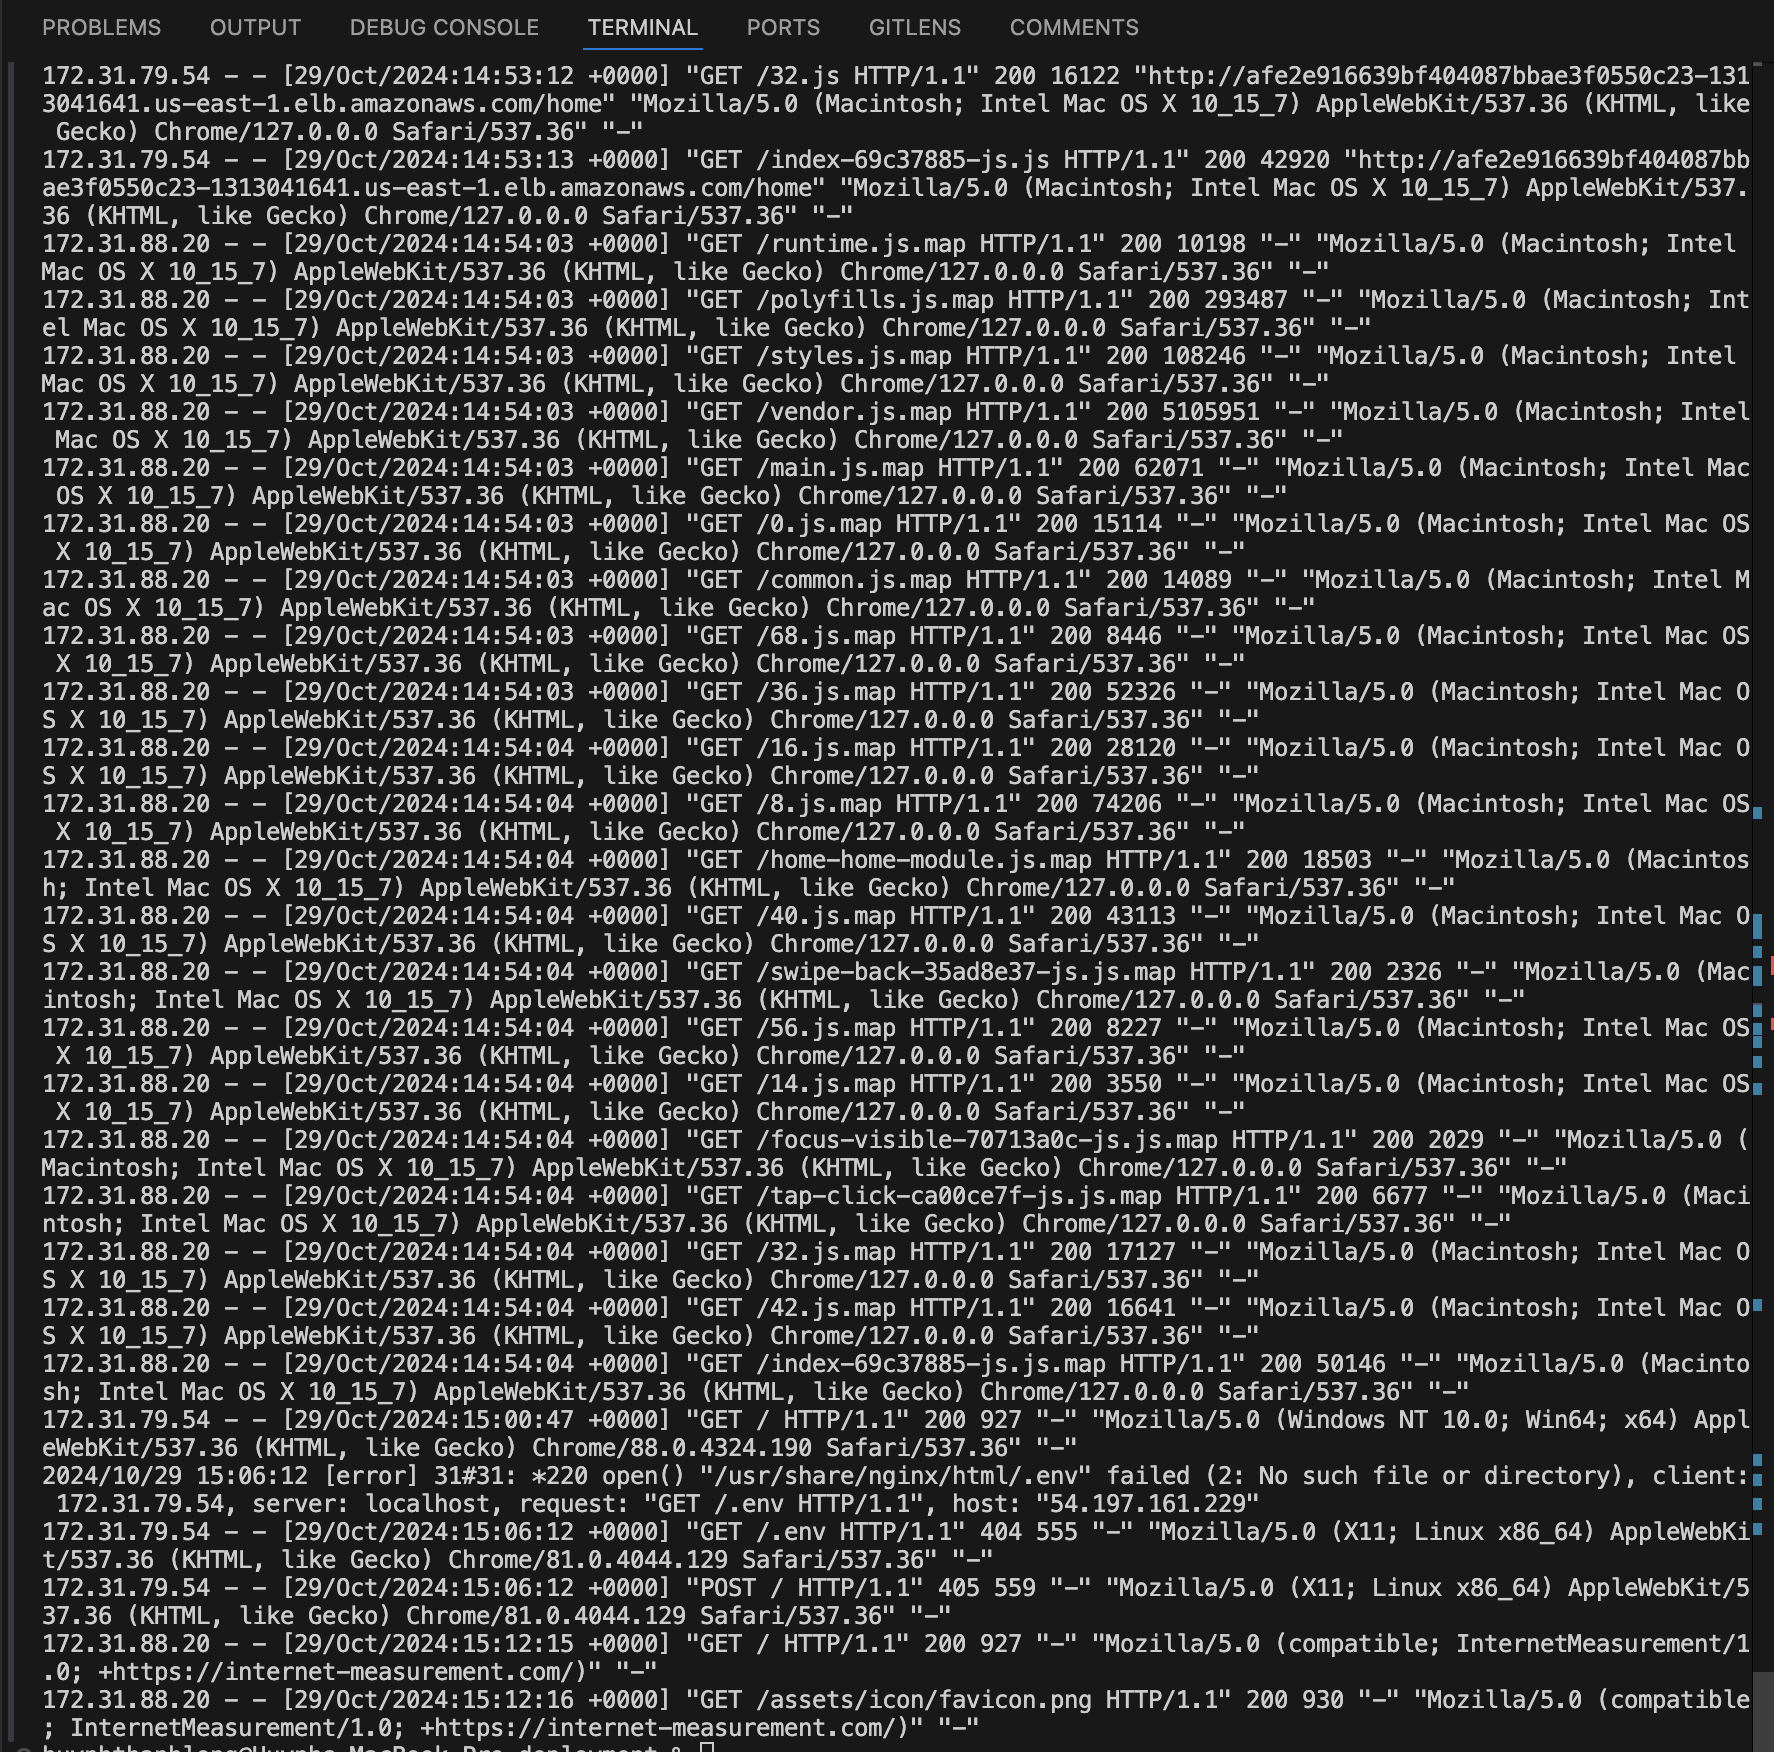 PROBLEMS OUTPUT DEBUG CONSOLE TERMINAL PORTS GITLENS COMMENTS
172.31.79.54 - - [29/Oct/2024:14:53:12 +0000] "GET /32.js HTTP/1.1" 200 16122 "http://afe2e916639bf404087bbae3f0550c23-131
3041641.us-east-1.elb.amazonaws.com/home" "Mozilla/5.0 (Macintosh; Intel Mac OS X 10_15_7) AppleWebKit/537.36 (KHTML, like
 Gecko) Chrome/127.0.0.0 Safari/537.36" "-"
172.31.79.54 - - [29/Oct/2024:14:53:13 +0000] "GET /index-69c37885-js.js HTTP/1.1" 200 42920 "http://afe2e916639bf404087bb
ae3f0550c23-1313041641.us-east-1.elb.amazonaws.com/home" "Mozilla/5.0 (Macintosh; Intel Mac OS X 10_15_7) AppleWebKit/537.
36 (KHTML, like Gecko) Chrome/127.0.0.0 Safari/537.36" "-"
172.31.88.20 - - [29/Oct/2024:14:54:03 +0000] "GET /runtime.js.map HTTP/1.1" 200 10198 "-" "Mozilla/5.0 (Macintosh; Intel
Mac OS X 10_15_7) AppleWebKit/537.36 (KHTML, like Gecko) Chrome/127.0.0.0 Safari/537.36" "-"
172.31.88.20 - - [29/Oct/2024:14:54:03 +0000] "GET /polyfills.js.map HTTP/1.1" 200 293487 "-" "Mozilla/5.0 (Macintosh; Int
el Mac OS X 10_15_7) AppleWebKit/537.36 (KHTML, like Gecko) Chrome/127.0.0.0 Safari/537.36" "-"
172.31.88.20 - - [29/Oct/2024:14:54:03 +0000] "GET /styles.js.map HTTP/1.1" 200 108246 "-" "Mozilla/5.0 (Macintosh; Intel
Mac OS X 10_15_7) AppleWebKit/537.36 (KHTML, like Gecko) Chrome/127.0.0.0 Safari/537.36" "-"
172.31.88.20 - - [29/Oct/2024:14:54:03 +0000] "GET /vendor.js.map HTTP/1.1" 200 5105951 "-" "Mozilla/5.0 (Macintosh; Intel
 Mac OS X 10_15_7) AppleWebKit/537.36 (KHTML, like Gecko) Chrome/127.0.0.0 Safari/537.36" "-"
172.31.88.20 - - [29/Oct/2024:14:54:03 +0000] "GET /main.js.map HTTP/1.1" 200 62071 "-" "Mozilla/5.0 (Macintosh; Intel Mac
 OS X 10_15_7) AppleWebKit/537.36 (KHTML, like Gecko) Chrome/127.0.0.0 Safari/537.36" "-"
172.31.88.20 - - [29/Oct/2024:14:54:03 +0000] "GET /0.js.map HTTP/1.1" 200 15114 "-" "Mozilla/5.0 (Macintosh; Intel Mac OS
 X 10_15_7) AppleWebKit/537.36 (KHTML, like Gecko) Chrome/127.0.0.0 Safari/537.36" "-"
172.31.88.20 - - [29/Oct/2024:14:54:03 +0000] "GET /common.js.map HTTP/1.1" 200 14089 "-" "Mozilla/5.0 (Macintosh; Intel M
ac OS X 10_15_7) AppleWebKit/537.36 (KHTML, like Gecko) Chrome/127.0.0.0 Safari/537.36" "-"
172.31.88.20 - - [29/Oct/2024:14:54:03 +0000] "GET /68.js.map HTTP/1.1" 200 8446 "-" "Mozilla/5.0 (Macintosh; Intel Mac OS
 X 10_15_7) AppleWebKit/537.36 (KHTML, like Gecko) Chrome/127.0.0.0 Safari/537.36" "-"
172.31.88.20 - - [29/Oct/2024:14:54:03 +0000] "GET /36.js.map HTTP/1.1" 200 52326 "-" "Mozilla/5.0 (Macintosh; Intel Mac O
S X 10_15_7) AppleWebKit/537.36 (KHTML, like Gecko) Chrome/127.0.0.0 Safari/537.36" "-"
172.31.88.20 - - [29/Oct/2024:14:54:04 +0000] "GET /16.js.map HTTP/1.1" 200 28120 "-" "Mozilla/5.0 (Macintosh; Intel Mac O
S X 10_15_7) AppleWebKit/537.36 (KHTML, like Gecko) Chrome/127.0.0.0 Safari/537.36" "-"
172.31.88.20 - - [29/Oct/2024:14:54:04 +0000] "GET /8.js.map HTTP/1.1" 200 74206 "-" "Mozilla/5.0 (Macintosh; Intel Mac OS
 X 10_15_7) AppleWebKit/537.36 (KHTML, like Gecko) Chrome/127.0.0.0 Safari/537.36" "-"
172.31.88.20 - - [29/Oct/2024:14:54:04 +0000] "GET /home-home-module.js.map HTTP/1.1" 200 18503 "-" "Mozilla/5.0 (Macintos
h; Intel Mac OS X 10_15_7) AppleWebKit/537.36 (KHTML, like Gecko) Chrome/127.0.0.0 Safari/537.36" "-"
172.31.88.20 - - [29/Oct/2024:14:54:04 +0000] "GET /40.js.map HTTP/1.1" 200 43113 "-" "Mozilla/5.0 (Macintosh; Intel Mac O
S X 10_15_7) AppleWebKit/537.36 (KHTML, like Gecko) Chrome/127.0.0.0 Safari/537.36" "-"
172.31.88.20 - - [29/Oct/2024:14:54:04 +0000] "GET /swipe-back-35ad8e37-js.js.map HTTP/1.1" 200 2326 "-" "Mozilla/5.0 (Mac
intosh; Intel Mac OS X 10_15_7) AppleWebKit/537.36 (KHTML, like Gecko) Chrome/127.0.0.0 Safari/537.36" "-"
172.31.88.20 - - [29/Oct/2024:14:54:04 +0000] "GET /56.js.map HTTP/1.1" 200 8227 "-" "Mozilla/5.0 (Macintosh; Intel Mac OS
 X 10_15_7) AppleWebKit/537.36 (KHTML, like Gecko) Chrome/127.0.0.0 Safari/537.36" "-"
172.31.88.20 - - [29/Oct/2024:14:54:04 +0000] "GET /14.js.map HTTP/1.1" 200 3550 "-" "Mozilla/5.0 (Macintosh; Intel Mac OS
 X 10_15_7) AppleWebKit/537.36 (KHTML, like Gecko) Chrome/127.0.0.0 Safari/537.36" "-"
172.31.88.20 - - [29/Oct/2024:14:54:04 +0000] "GET /focus-visible-70713a0c-js.js.map HTTP/1.1" 200 2029 "-" "Mozilla/5.0 (
Macintosh; Intel Mac OS X 10_15_7) AppleWebKit/537.36 (KHTML, like Gecko) Chrome/127.0.0.0 Safari/537.36" "-"
172.31.88.20 - - [29/Oct/2024:14:54:04 +0000] "GET /tap-click-ca00ce7f-js.js.map HTTP/1.1" 200 6677 "-" "Mozilla/5.0 (Maci
ntosh; Intel Mac OS X 10_15_7) AppleWebKit/537.36 (KHTML, like Gecko) Chrome/127.0.0.0 Safari/537.36" "-"
172.31.88.20 - - [29/Oct/2024:14:54:04 +0000] "GET /32.js.map HTTP/1.1" 200 17127 "-" "Mozilla/5.0 (Macintosh; Intel Mac O
S X 10_15_7) AppleWebKit/537.36 (KHTML, like Gecko) Chrome/127.0.0.0 Safari/537.36" "-"
172.31.88.20 - - [29/Oct/2024:14:54:04 +0000] "GET /42.js.map HTTP/1.1" 200 16641 "-" "Mozilla/5.0 (Macintosh; Intel Mac O
S X 10_15_7) AppleWebKit/537.36 (KHTML, like Gecko) Chrome/127.0.0.0 Safari/537.36" "-"
172.31.88.20 - - [29/Oct/2024:14:54:04 +0000] "GET /index-69c37885-js.js.map HTTP/1.1" 200 50146 "-" "Mozilla/5.0 (Macinto
sh; Intel Mac OS X 10_15_7) AppleWebKit/537.36 (KHTML, like Gecko) Chrome/127.0.0.0 Safari/537.36" "-"
172.31.79.54 - - [29/Oct/2024:15:00:47 +0000] "GET / HTTP/1.1" 200 927 "-" "Mozilla/5.0 (Windows NT 10.0; Win64; x64) Appl
eWebKit/537.36 (KHTML, like Gecko) Chrome/88.0.4324.190 Safari/537.36" "-"
2024/10/29 15:06:12 [error] 31#31: *220 open() "/usr/share/nginx/html/.env" failed (2: No such file or directory), client:
 172.31.79.54, server: localhost, request: "GET /.env HTTP/1.1", host: "54.197.161.229"
172.31.79.54 - - [29/Oct/2024:15:06:12 +0000] "GET /.env HTTP/1.1" 404 555 "-" "Mozilla/5.0 (X11; Linux x86_64) AppleWebKi
t/537.36 (KHTML, like Gecko) Chrome/81.0.4044.129 Safari/537.36" "-"
172.31.79.54 - - [29/Oct/2024:15:06:12 +0000] "POST / HTTP/1.1" 405 559 "-" "Mozilla/5.0 (X11; Linux x86_64) AppleWebKit/5
37.36 (KHTML, like Gecko) Chrome/81.0.4044.129 Safari/537.36" "-"
172.31.88.20 - - [29/Oct/2024:15:12:15 +0000] "GET / HTTP/1.1" 200 927 "-" "Mozilla/5.0 (compatible; InternetMeasurement/1
.0; +https://internet-measurement.com/)" "-"
172.31.88.20 - - [29/Oct/2024:15:12:16 +0000] "GET /assets/icon/favicon.png HTTP/1.1" 200 930 "-" "Mozilla/5.0 (compatible
; InternetMeasurement/1.0; +https://internet-measurement.com/)" "-"